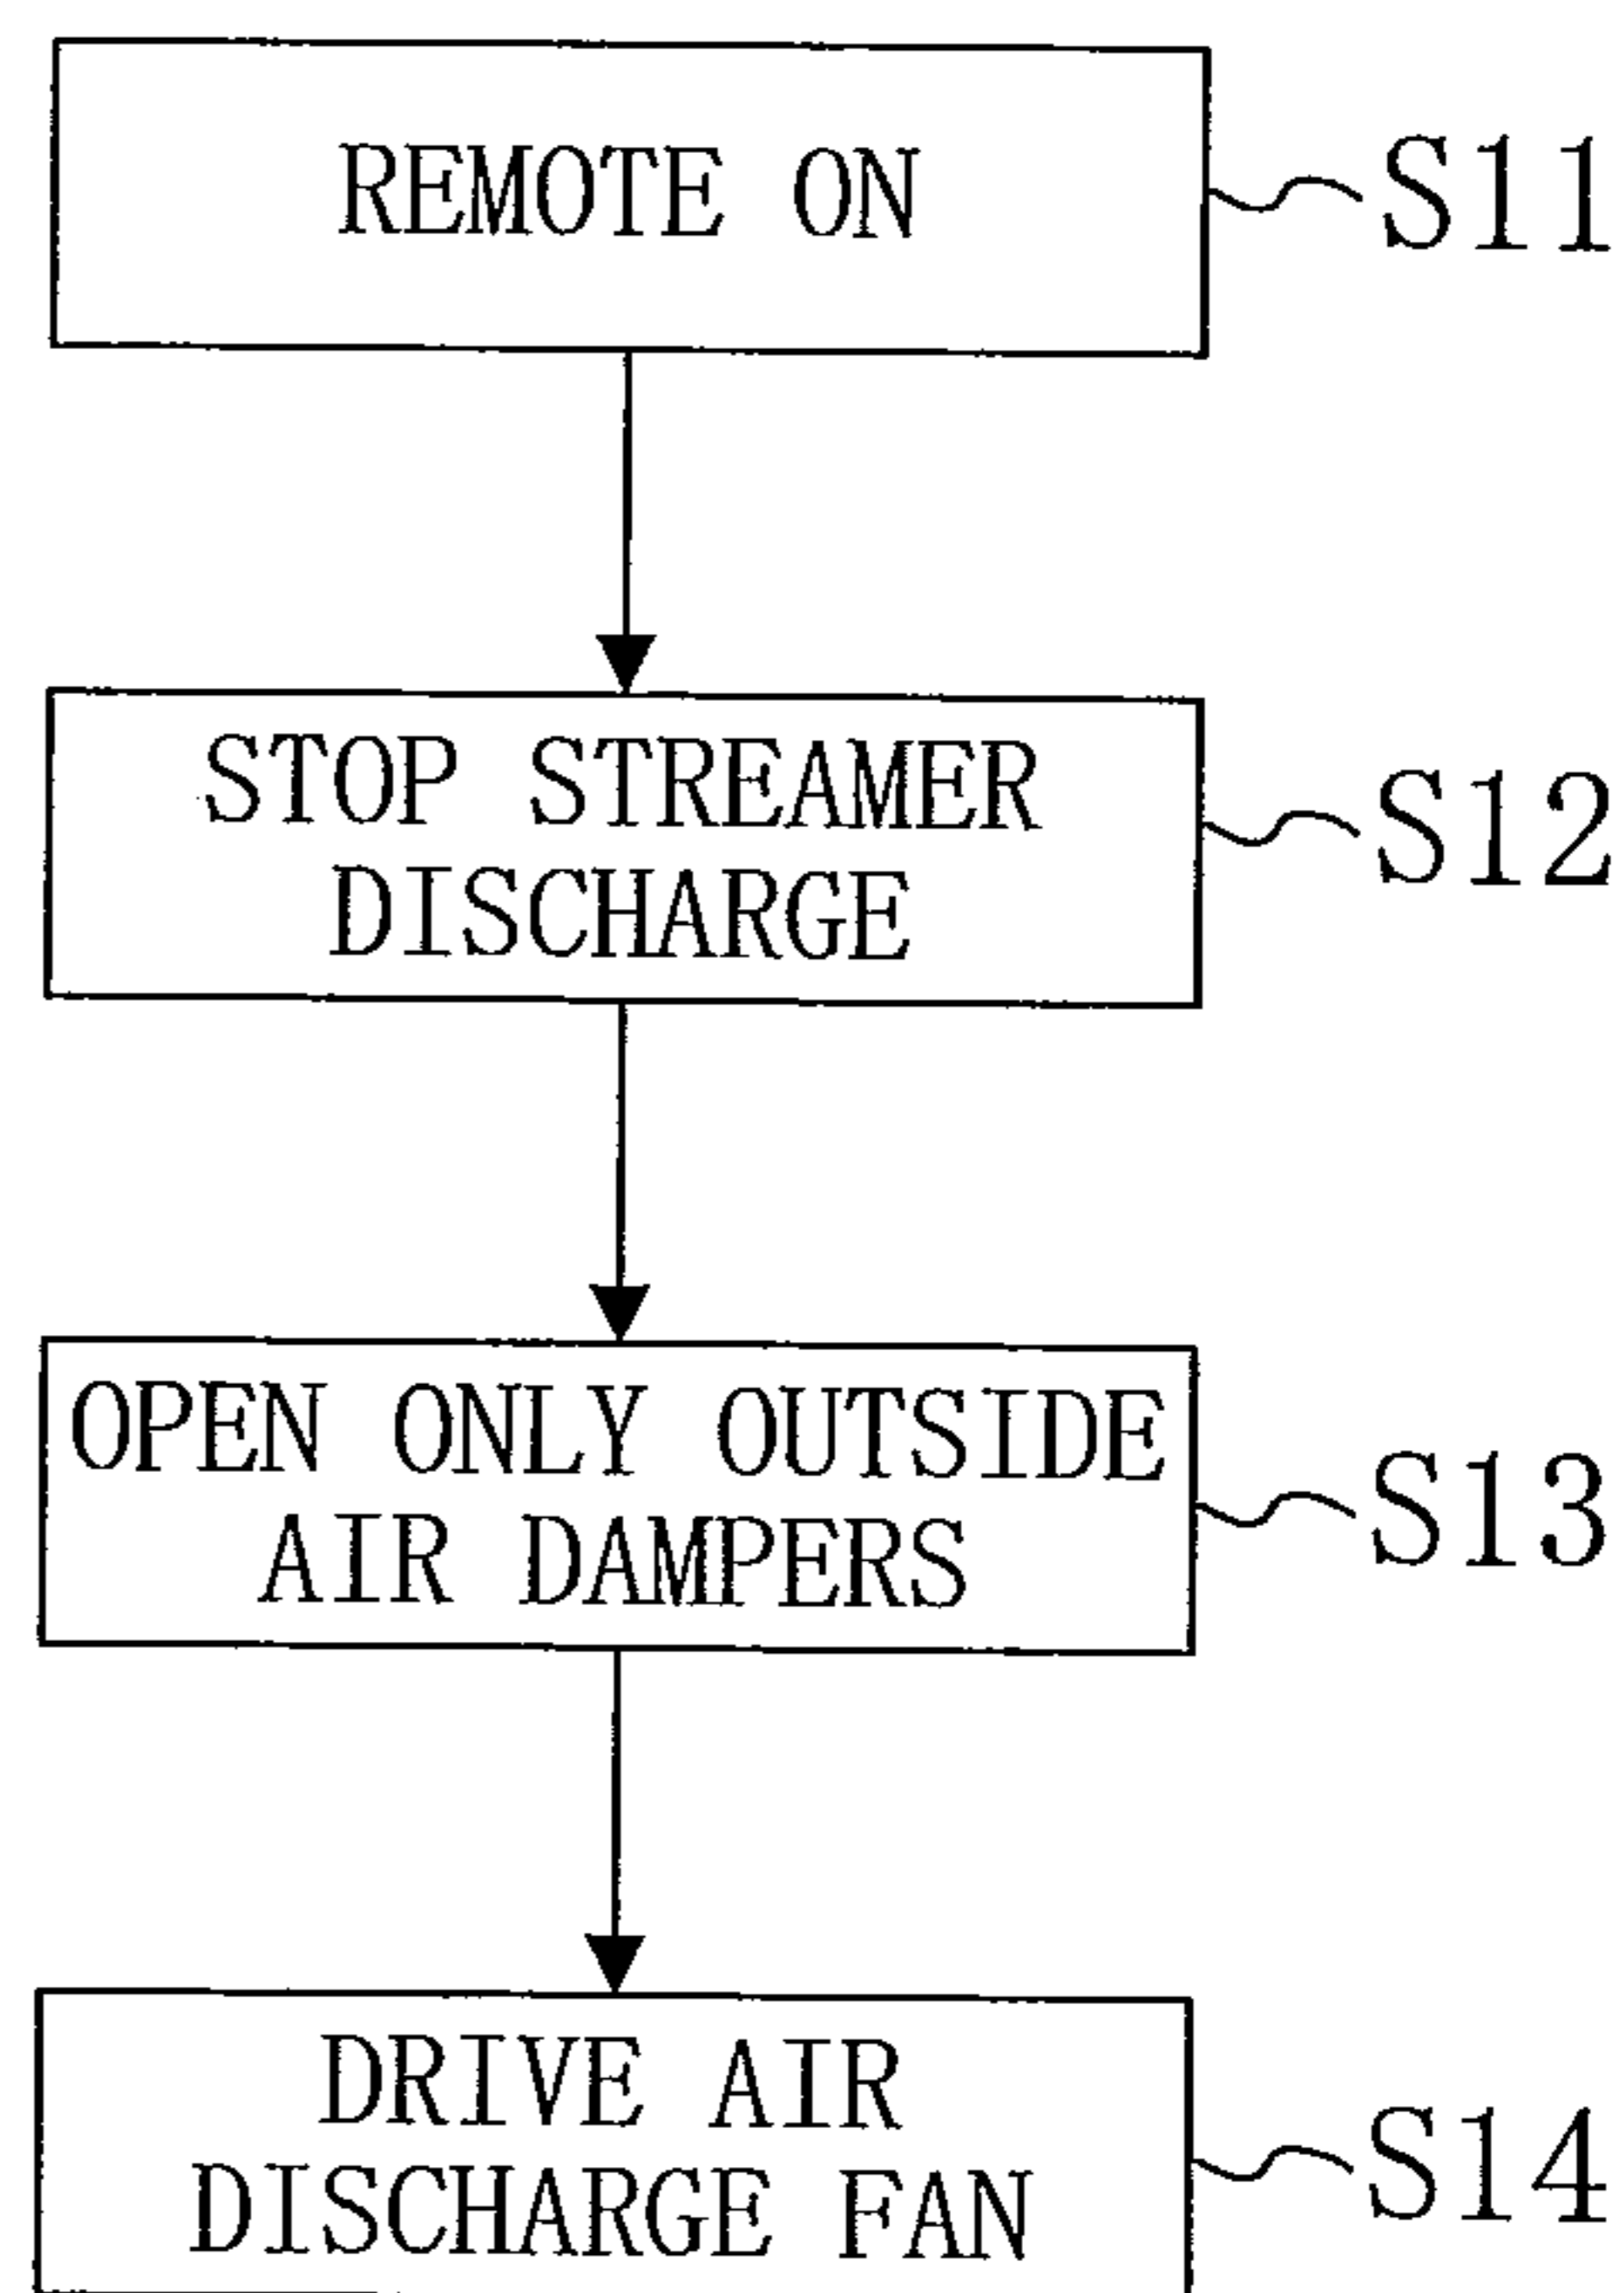 REMOTE ON
S11
STOP STREAMER
DISCHARGE
S12
OPEN ONLY OUTSIDE
AIR DAMPERS
S13
DRIVE AIR
DISCHARGE FAN
S14